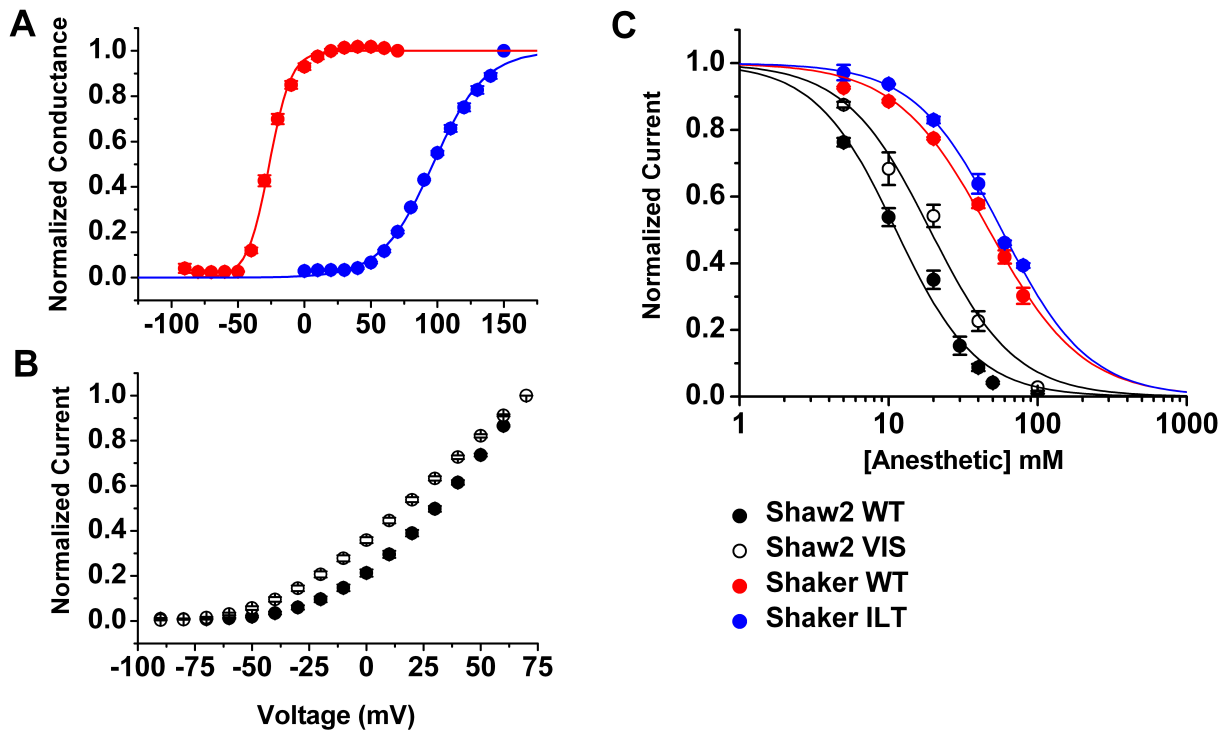 A
Normalized Conductance
1.0
0.8
0.6
0.4
0.2
0.0
-100 -50 0 50 100 150
B
Normalized Current
1.0
0.8
0.6
0.4
0.2
0.0
-100 -75 -50 -25 0 25 50 75
Voltage (mV)
C
Normalized Current
1.0
0.8
0.6
0.4
0.2
0.0
1 10 100 1000
[Anesthetic] mM
Shaw2 WT
Shaw2 VIS
Shaker WT
Shaker ILT